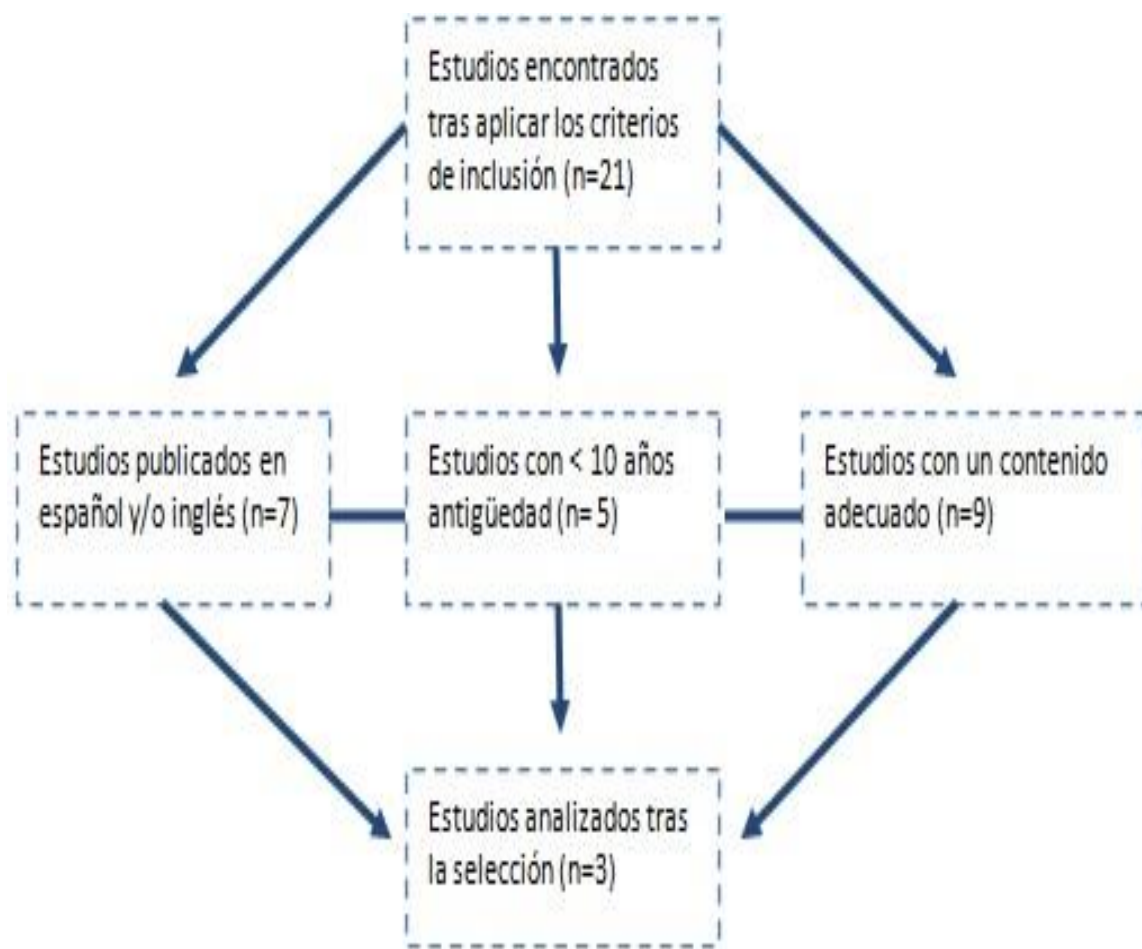 Estudios encontrados
tras aplicar los criterios
de inclusión (n=21)
Estudios publicados en
español y/o inglés (n=7)
Estudios con < 10 años
antigüedad (n= 5)
Estudios con un contenido
adecuado (n=9)
Estudios analizados tras
la selección (n=3)